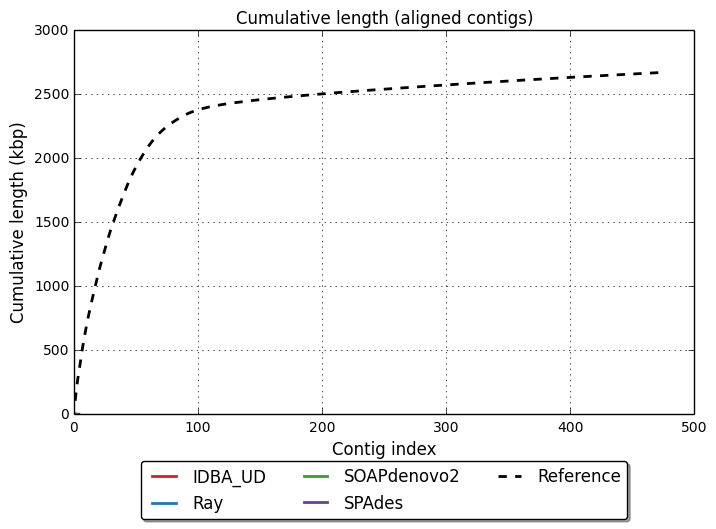 Cumulative length (aligned contigs)
3000
2500
2000
1500
1000
500
0
Cumulative length (kbp)
0 100 200 300 400 500
Contig index
IDBA_UD SOAPdenovo2 Reference
Ray SPAdes